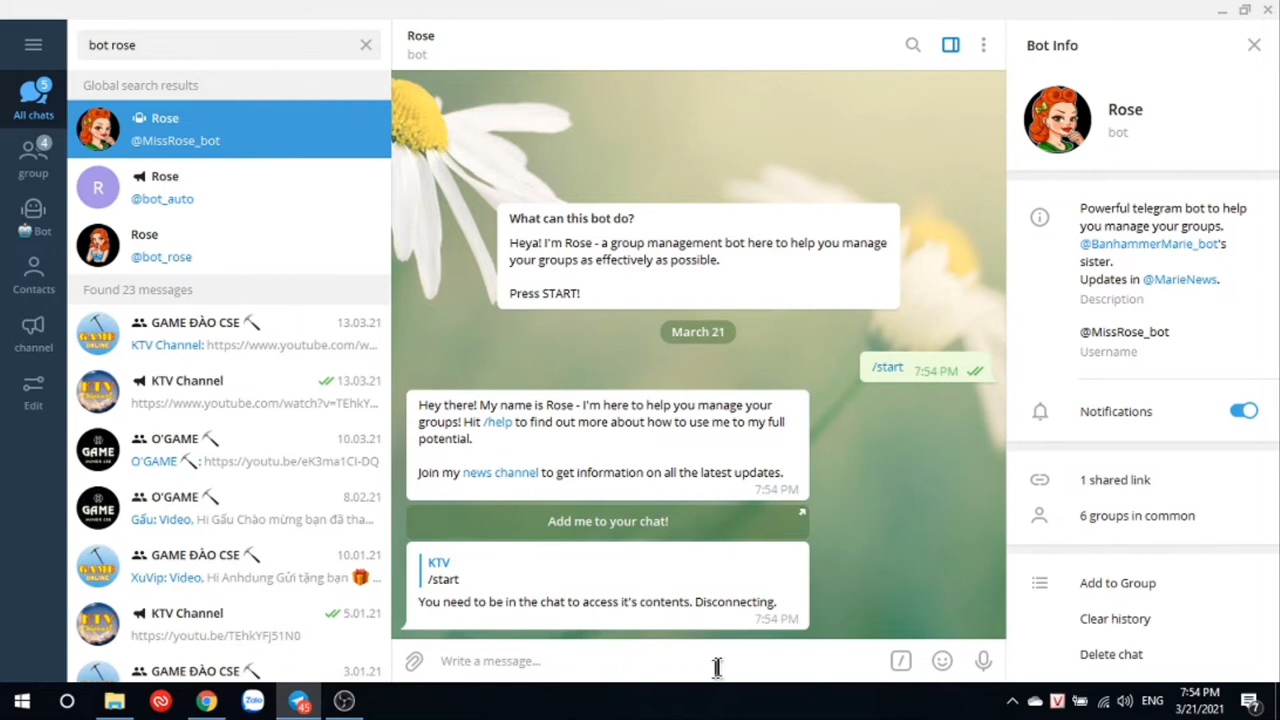 bot rose
Global search results
Rose
@MissRose_bot
R
Rose
@bot_auto
Rose
@bot_rose
Found 23 messages
GAME ĐÀO CSE
13.03.21
KTV Channel: https://www.youtube.com/w...
KTV Channel
13.03.21
https://www.youtube.com/watch?v=TEhkY...
O'GAME
10.03.21
O'GAME : https://youtu.be/eK3ma1CI-DQ
O'GAME
8.02.21
Gấu: Video, Hi Gấu Chào mừng bạn đã tha...
GAME ĐÀO CSE
10.01.21
XuVip: Video, Hi Anhdung Gửi tặng bạn ...
KTV Channel
5.01.21
https://youtu.be/TEhkYFj51N0
GAME ĐÀO CSE
3.01.21
5
All chats
4
group
Bot
Contacts
channel
Edit
Rose
bot
What can this bot do?
Heya! I'm Rose - a group management bot here to help you manage
your groups as effectively as possible.
Press START!
March 21
/start
7:54 PM
Hey there! My name is Rose - I'm here to help you manage your
groups! Hit /help to find out more about how to use me to my full
potential.
Join my news channel to get information on all the latest updates.
7:54 PM
Add me to your chat!
KTV
/start
You need to be in the chat to access it's contents. Disconnecting.
7:54 PM
Write a message...
Bot Info
Rose
bot
Powerful telegram bot to help
you manage your groups.
@BanhammerMarie_bot's
sister.
Updates in @MarieNews.
Description
@MissRose_bot
Username
Notifications
1 shared link
6 groups in common
Add to Group
Clear history
Delete chat
Zalo
45
V
ENG
7:54 PM
3/21/2021
7